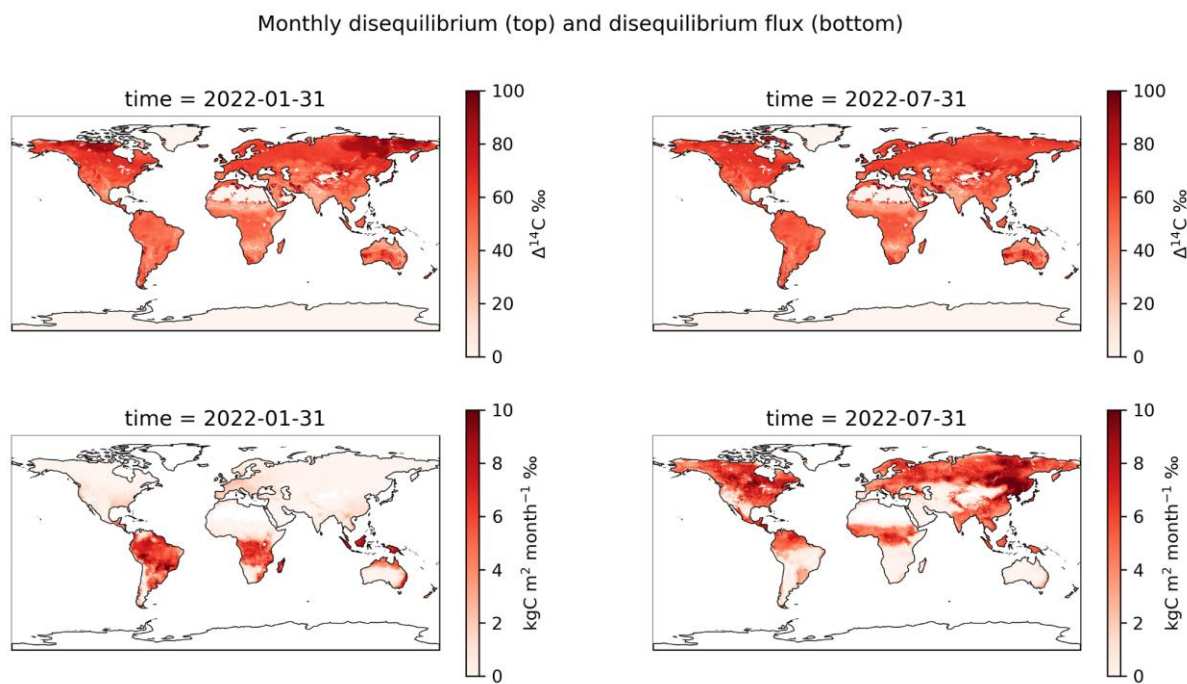 Monthly disequilibrium (top) and disequilibrium flux (bottom)
time = 2022-01-31
100
80
60
40
20
0
Δ¹⁴C ‰
time = 2022-07-31
100
80
60
40
20
0
Δ¹⁴C ‰
time = 2022-01-31
10
8
6
4
2
0
kgC m² month⁻¹ ‰
time = 2022-07-31
10
8
6
4
2
0
kgC m² month⁻¹ ‰